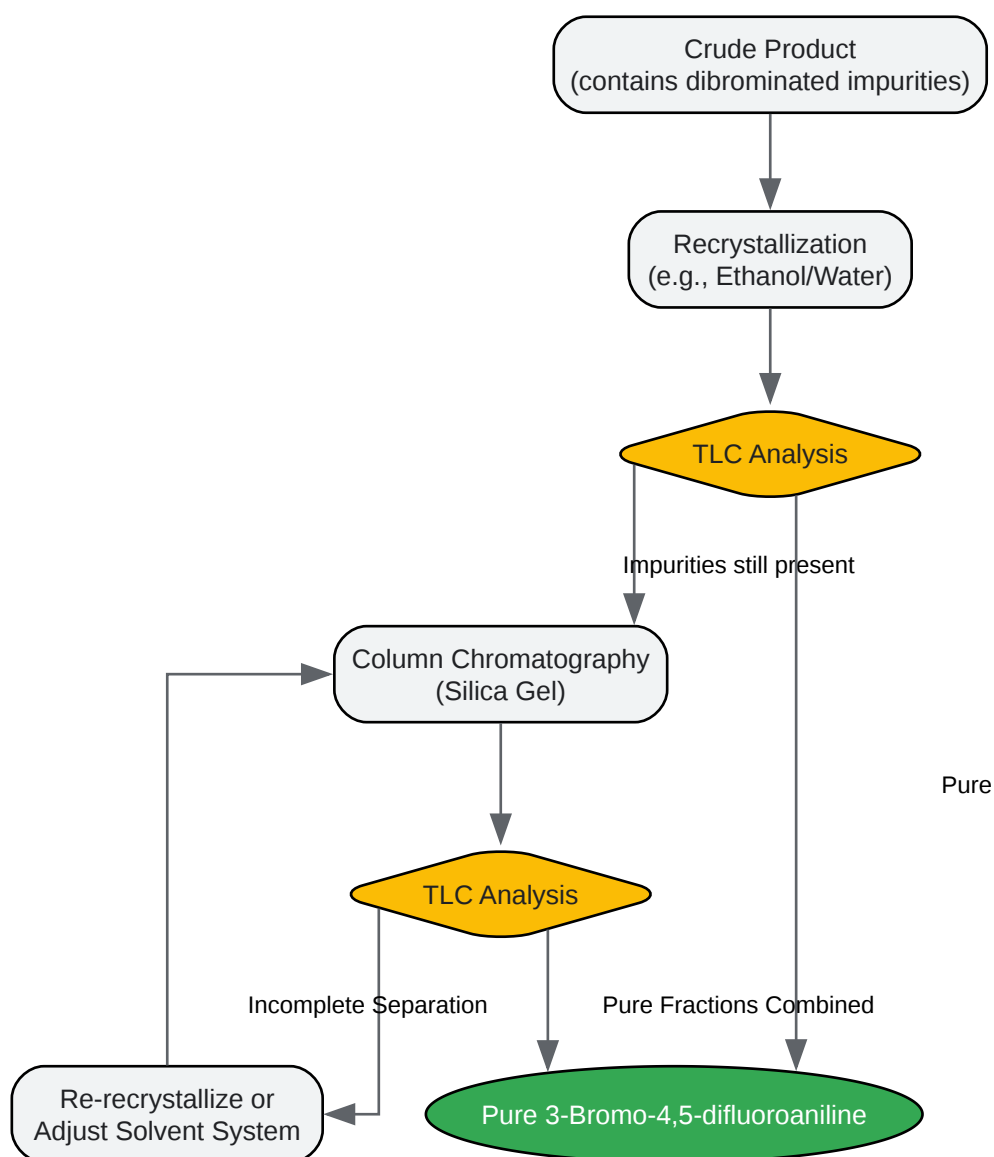 Crude Product
(contains dibrominated impurities)
Recrystallization
(e.g., Ethanol/Water)
TLC Analysis
Impurities still present
Column Chromatography
(Silica Gel)
Pure
TLC Analysis
Incomplete Separation
Pure Fractions Combined
Re-recrystallize or
Adjust Solvent System
Pure 3-Bromo-4,5-difluoroaniline